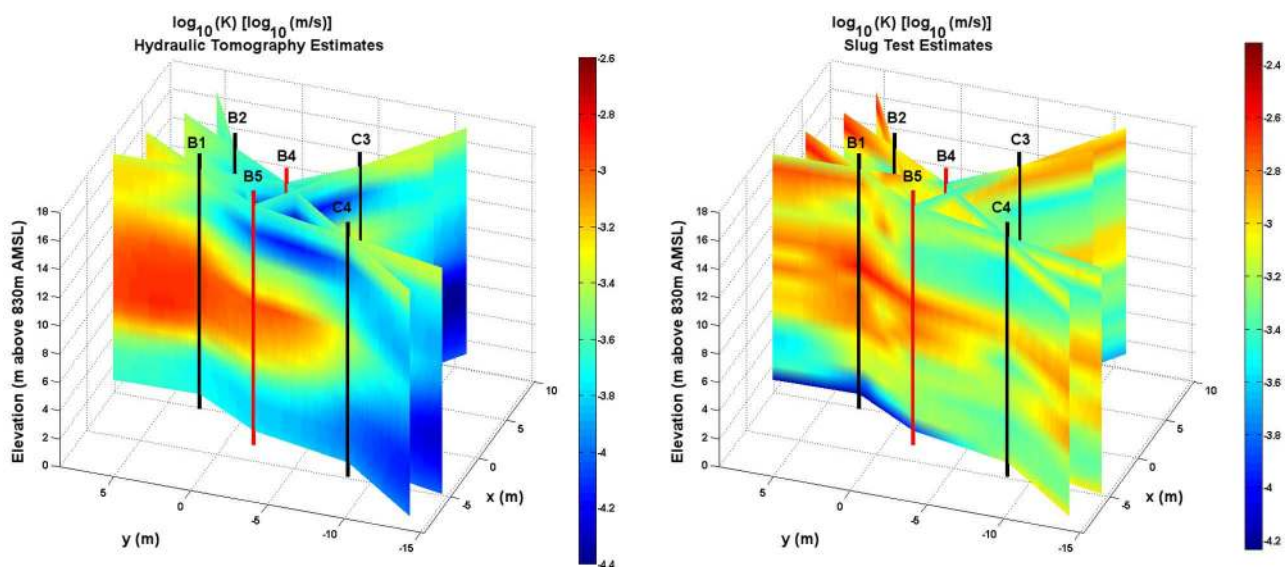 log10(K) [log10(m/s)]
Hydraulic Tomography Estimates
B2
B1
C3
B4
B5
C4
Elevation (m above 830m AMSL)
18
16
14
12
10
8
6
4
2
0
5
0
-5
-10
-15
y (m)
10
5
0
-5
x (m)
-2.6
-2.8
-3
-3.2
-3.4
-3.6
-3.8
-4
-4.2
-4.4
log10(K) [log10(m/s)]
Slug Test Estimates
B2
B1
C3
B4
B5
C4
Elevation (m above 830m AMSL)
18
16
14
12
10
8
6
4
2
0
5
0
-5
-10
-15
y (m)
10
5
0
-5
x (m)
-2.4
-2.6
-2.8
-3
-3.2
-3.4
-3.6
-3.8
-4
-4.2